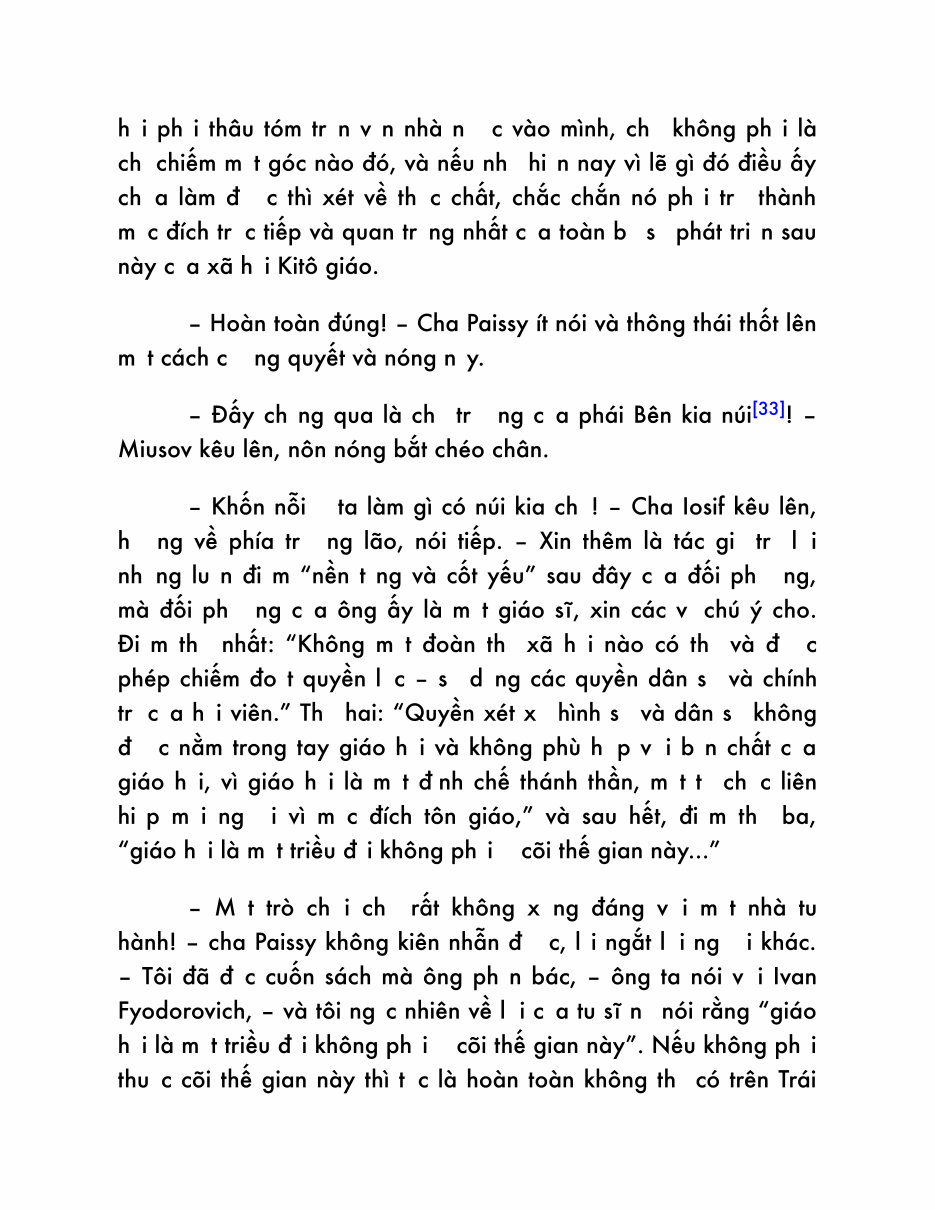 h i ph i thâu tóm tr n v n nhà n c vào mình, ch không ph i là
ch chiếm m t góc nào đó, và nếu nh hi n nay vì lẽ gì đó điều ấy
ch a làm đ c thì xét về th c chất, chắc chắn nó ph i tr thành
m c đích tr c tiếp và quan tr ng nhất c a toàn b s phát tri n sau
này c a xã h i Kitô giáo.
– Hoàn toàn đúng! – Cha Paissy ít nói và thông thái thốt lên
m t cách c ng quyết và nóng n y.
– Đấy ch ng qua là ch tr ng c a phái Bên kia núi[33]! –
Miusov kêu lên, nôn nóng bắt chéo chân.
– Khốn nỗi ta làm gì có núi kia ch ! – Cha Iosif kêu lên,
h ng về phía tr ng lão, nói tiếp. – Xin thêm là tác gi tr l i
nh ng lu n đi m “nền t ng và cốt yếu” sau đây c a đối ph ng,
mà đối ph ng c a ông ấy là m t giáo sĩ, xin các v chú ý cho.
Đi m th nhất: “Không m t đoàn th xã h i nào có th và đ c
phép chiếm đo t quyền l c – s d ng các quyền dân s và chính
tr c a h i viên.” Th hai: “Quyền xét x hình s và dân s không
đ c nằm trong tay giáo h i và không phù h p v i b n chất c a
giáo h i, vì giáo h i là m t đ nh chế thánh thần, m t t ch c liên
hi p m i ng i vì m c đích tôn giáo,” và sau hết, đi m th ba,
“giáo h i là m t triều đ i không ph i cõi thế gian này...”
– M t trò ch i ch rất không x ng đáng v i m t nhà tu
hành! – cha Paissy không kiên nhẫn đ c, l i ngắt l i ng i khác.
– Tôi đã đ c cuốn sách mà ông ph n bác, – ông ta nói v i Ivan
Fyodorovich, – và tôi ng c nhiên về l i c a tu sĩ n nói rằng “giáo
h i là m t triều đ i không ph i cõi thế gian này”. Nếu không ph i
thu c cõi thế gian này thì t c là hoàn toàn không th có trên Trái